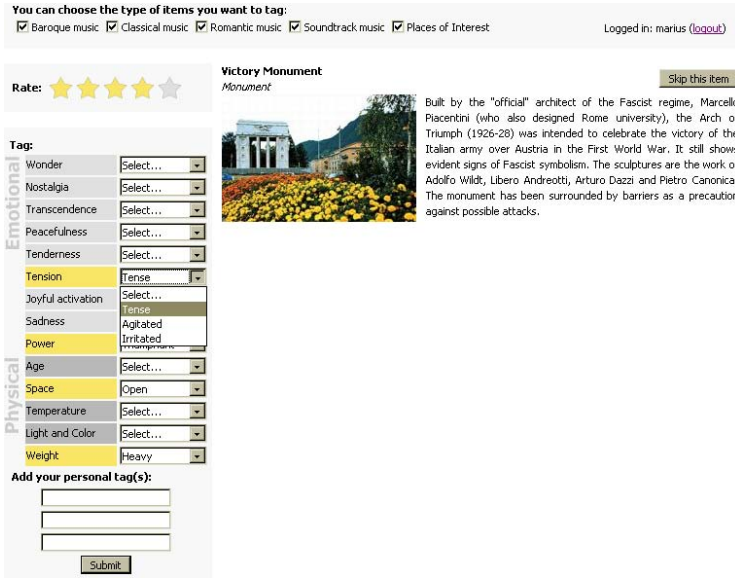 You can choose the type of items you want to tag:
Baroque music Classical music Romantic music Soundtrack music Places of Interest
Logged in: marius (logout)
Rate:
Victory Monument
Monument
Skip this item
Built by the "official" architect of the Fascist regime, Marcello
Piacentini (who also designed Rome university), the Arch o
Triumph (1926-28) was intended to celebrate the victory of the
Italian army over Austria in the First World War. It still shows
evident signs of Fascist symbolism. The sculptures are the work o
Adolfo Wildt, Libero Andreotti, Arturo Dazzi and Pietro Canonica.
The monument has been surrounded by barriers as a precaution
against possible attacks.
Tag:
Emotional
Wonder Select...
Nostalgia Select...
Transcendence Select...
Peacefulness Select...
Tenderness Select...
Tension Tense
Joyful activation Select...
Tense
Sadness Agitated
Irritated
Power
Physical
Age Select...
Space Open
Temperature Select...
Light and Color Select...
Weight Heavy
Add your personal tag(s):
Submit